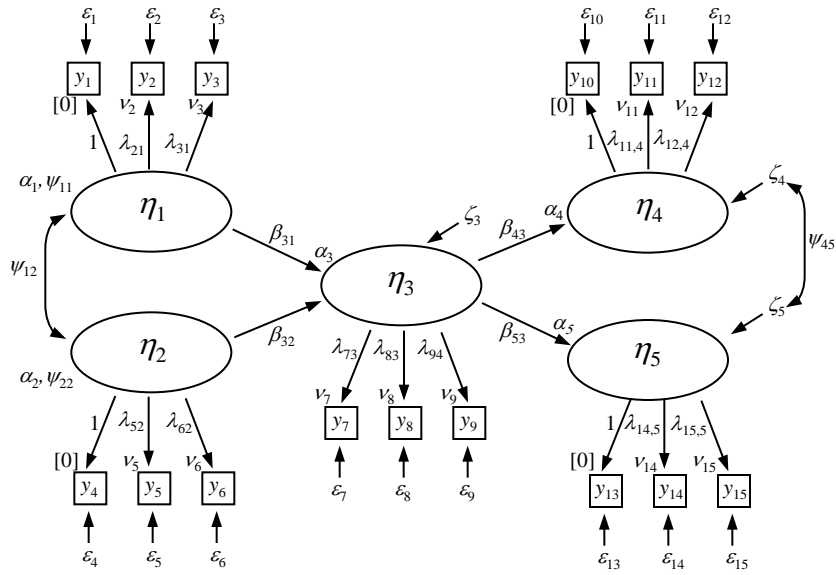 ε₁ ε₂ ε₃ ε₁₀ ε₁₁ ε₁₂
y₁ y₂ y₃ y₁₀ y₁₁ y₁₂
[0] ν₂ ν₃ [0] ν₁₁ ν₁₂
1 λ₂₁ λ₃₁ 1 λ₁₁,₄ λ₁₂,₄
α₁, ψ₁₁ ζ₄
η₁ ζ₃ α₄ η₄
β₃₁ α₃ β₄₃ ψ₄₅
ψ₁₂ η₃
ζ₅
β₃₂ β₅₃ α₅
η₂ λ₇₃ λ₈₃ λ₉₄ η₅
α₂, ψ₂₂
ν₇ ν₈ ν₉
1 λ₅₂ λ₆₂ y₇ y₈ y₉ 1 λ₁₄,₅ λ₁₅,₅
[0] ν₅ ν₆ [0] ν₁₄ ν₁₅
y₄ y₅ y₆ ε₇ ε₈ ε₉ y₁₃ y₁₄ y₁₅
ε₄ ε₅ ε₆ ε₁₃ ε₁₄ ε₁₅